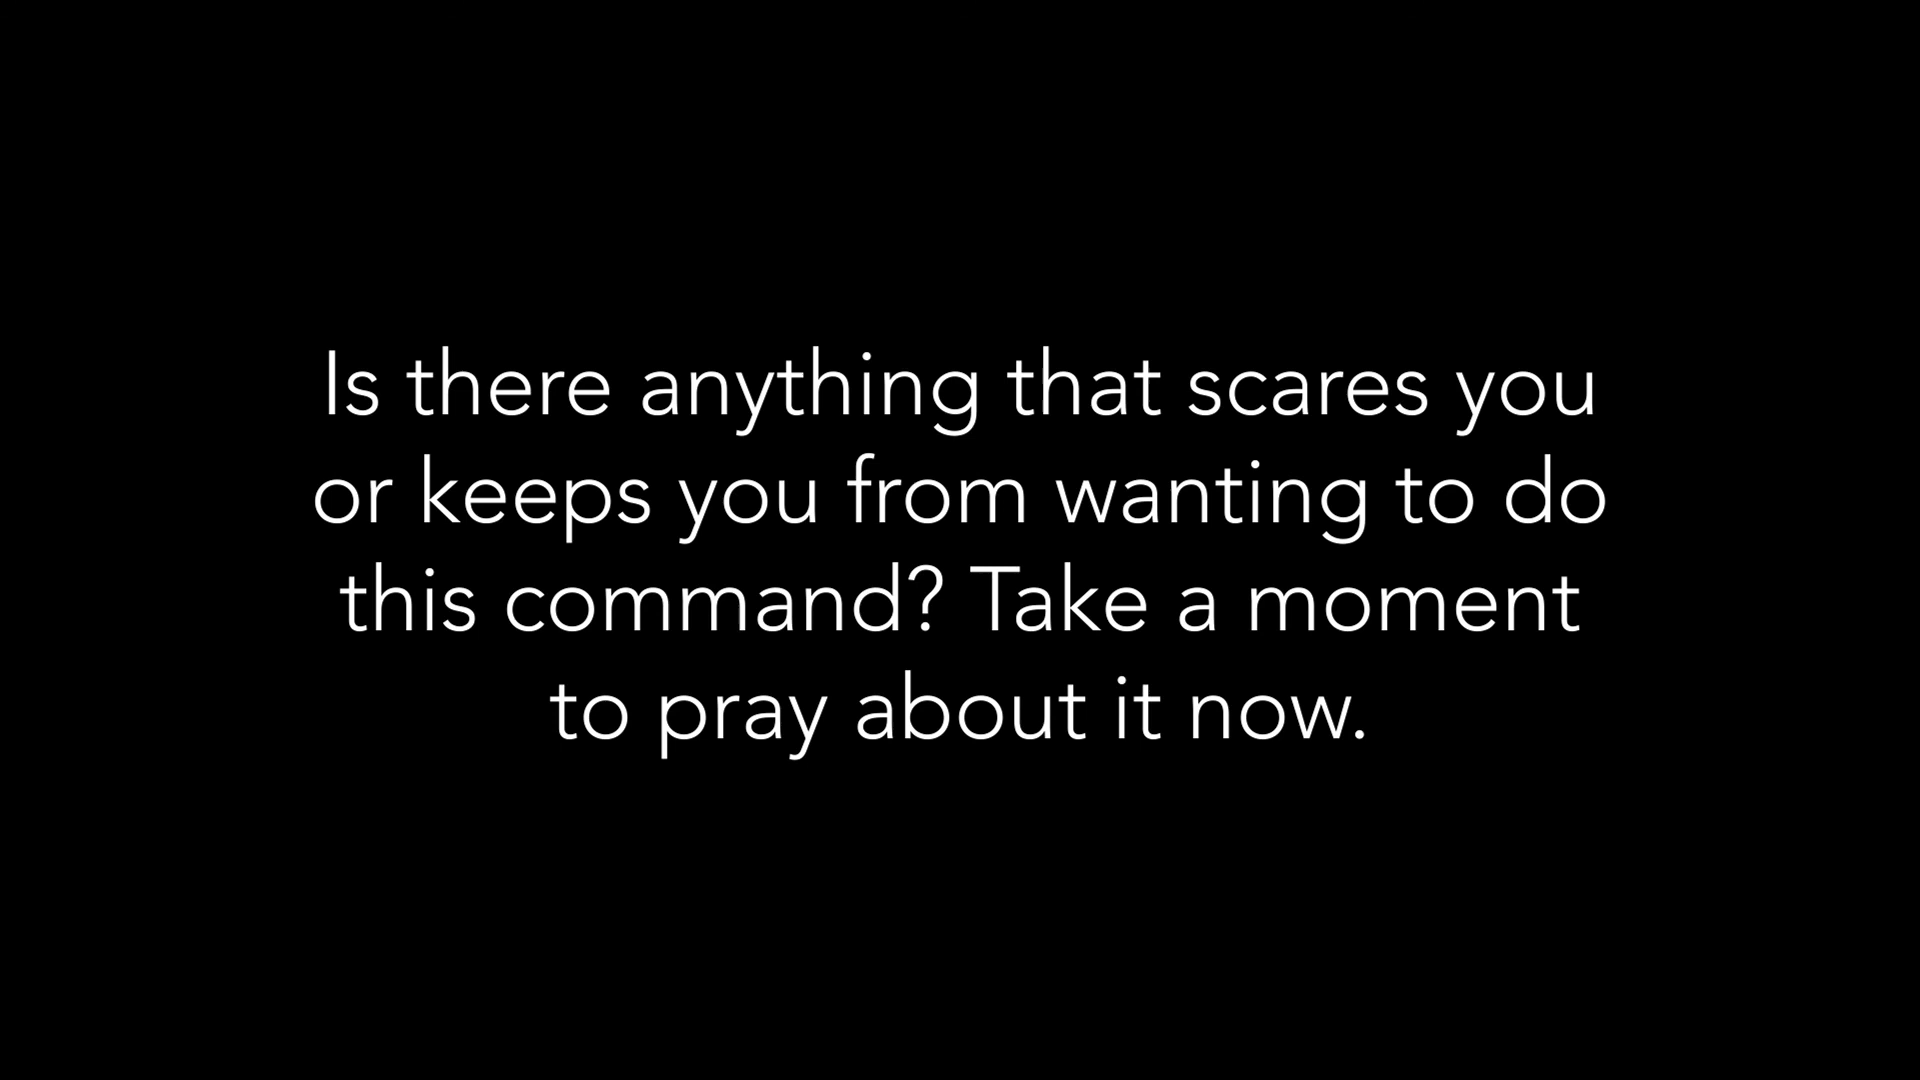 Is there anything that scares you
or keeps you from wanting to do
this command? Take a moment
to pray about it now.